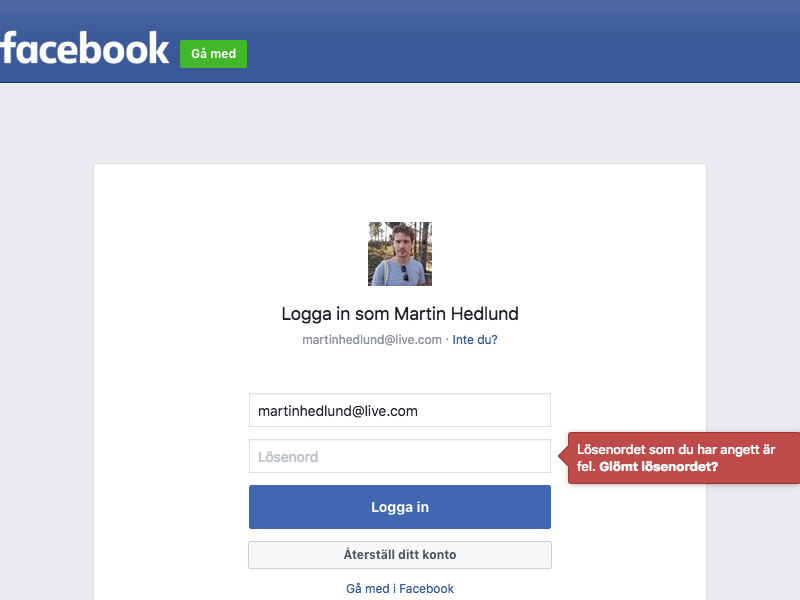 facebook
Gå med
Logga in som Martin Hedlund
martinhedlund@live.com · Inte du?
martinhedlund@live.com
Lösenord
Lösenordet som du har angett är
fel. Glömt lösenordet?
Logga in
Återställ ditt konto
Gå med i Facebook